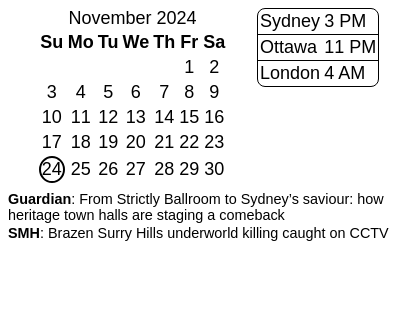 November 2024
Su Mo Tu We Th Fr Sa
1 2
3 4 5 6 7 8 9
10 11 12 13 14 15 16
17 18 19 20 21 22 23
24 25 26 27 28 29 30
Sydney 3 PM
Ottawa 11 PM
London 4 AM
Guardian: From Strictly Ballroom to Sydney’s saviour: how
heritage town halls are staging a comeback
SMH: Brazen Surry Hills underworld killing caught on CCTV